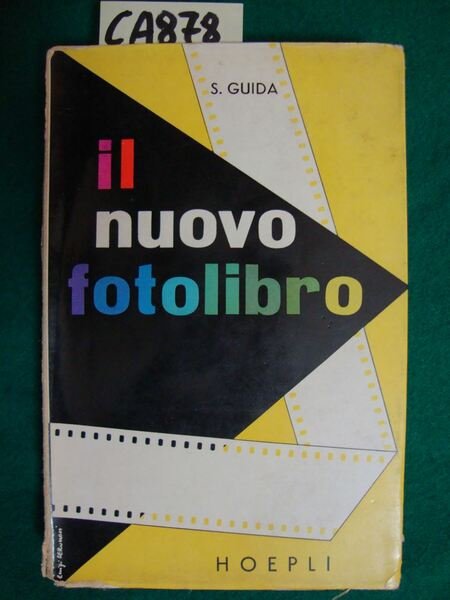 CA878
S. GUIDA
il
nuovo
fotolibro
HOEPLI